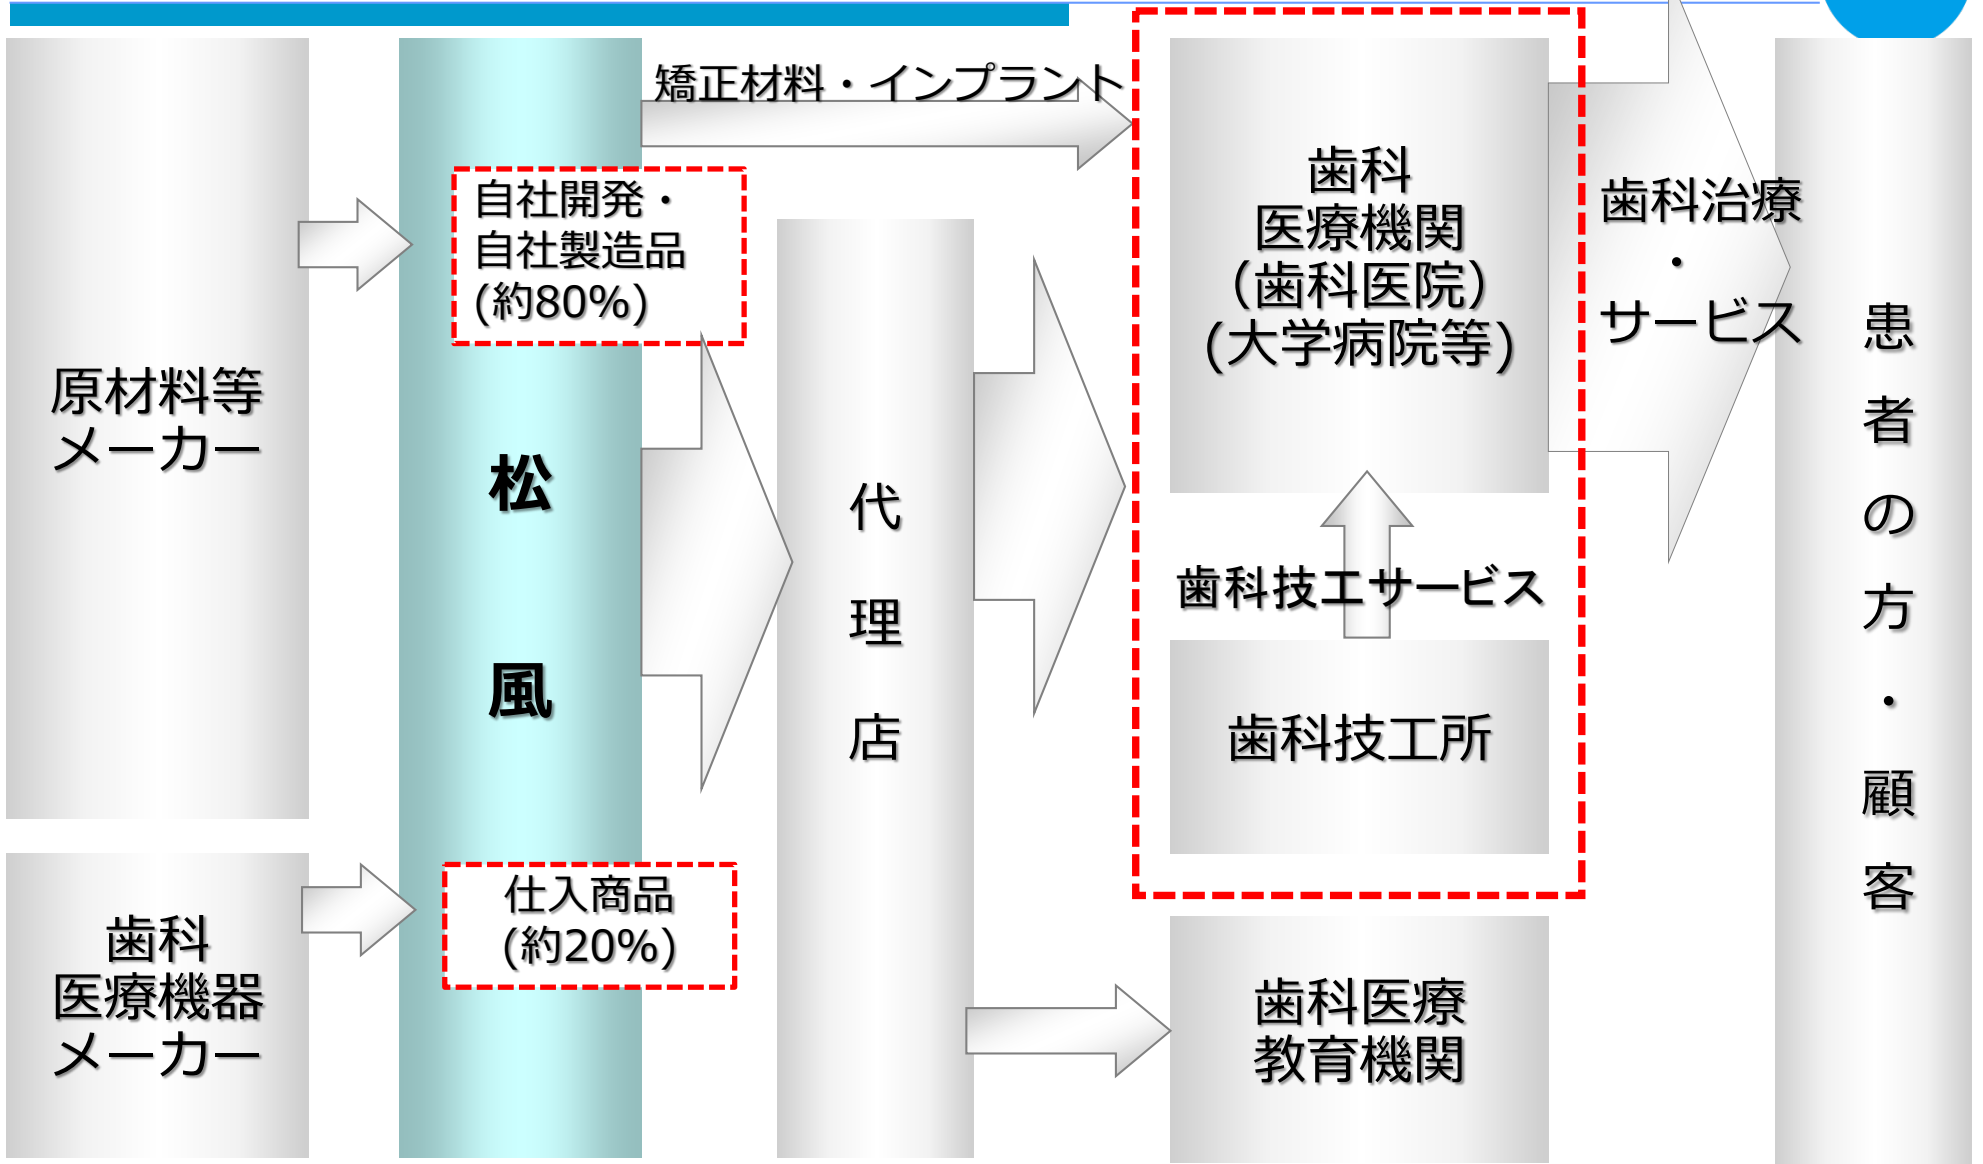 原材料等
メーカー
歯科
医療機器
メーカー
松
風
自社開発・
自社製造品
(約80%)
仕入商品
(約20%)
矯正材料・インプラント
代
理
店
歯科
医療機関
（歯科医院）
(大学病院等)
歯科技工サービス
歯科技工所
歯科医療
教育機関
歯科治療
・
サービス
患
者
の
方
・
顧
客